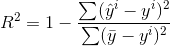 R^2 = 1 - \frac{\sum(\hat{y}^i - y^i)^2}{\sum(\bar{y} - y^i)^2}